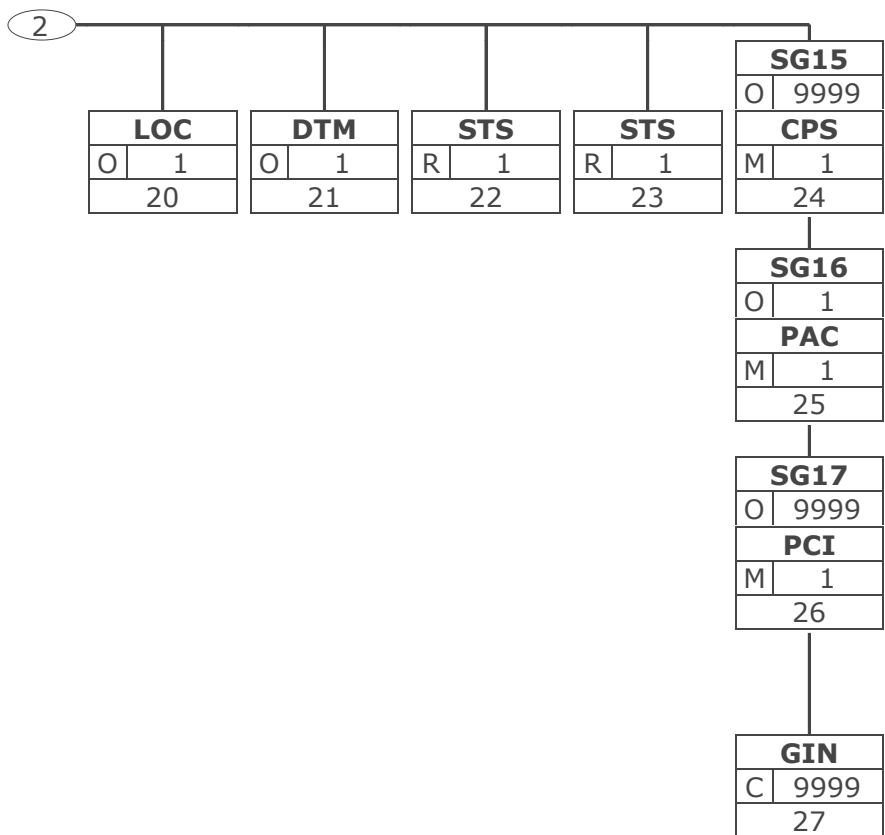 2
LOC
O 1
20
DTM
O 1
21
STS
R 1
22
STS
R 1
23
SG15
O 9999
CPS
M 1
24
SG16
O 1
PAC
M 1
25
SG17
O 9999
PCI
M 1
26
GIN
C 9999
27